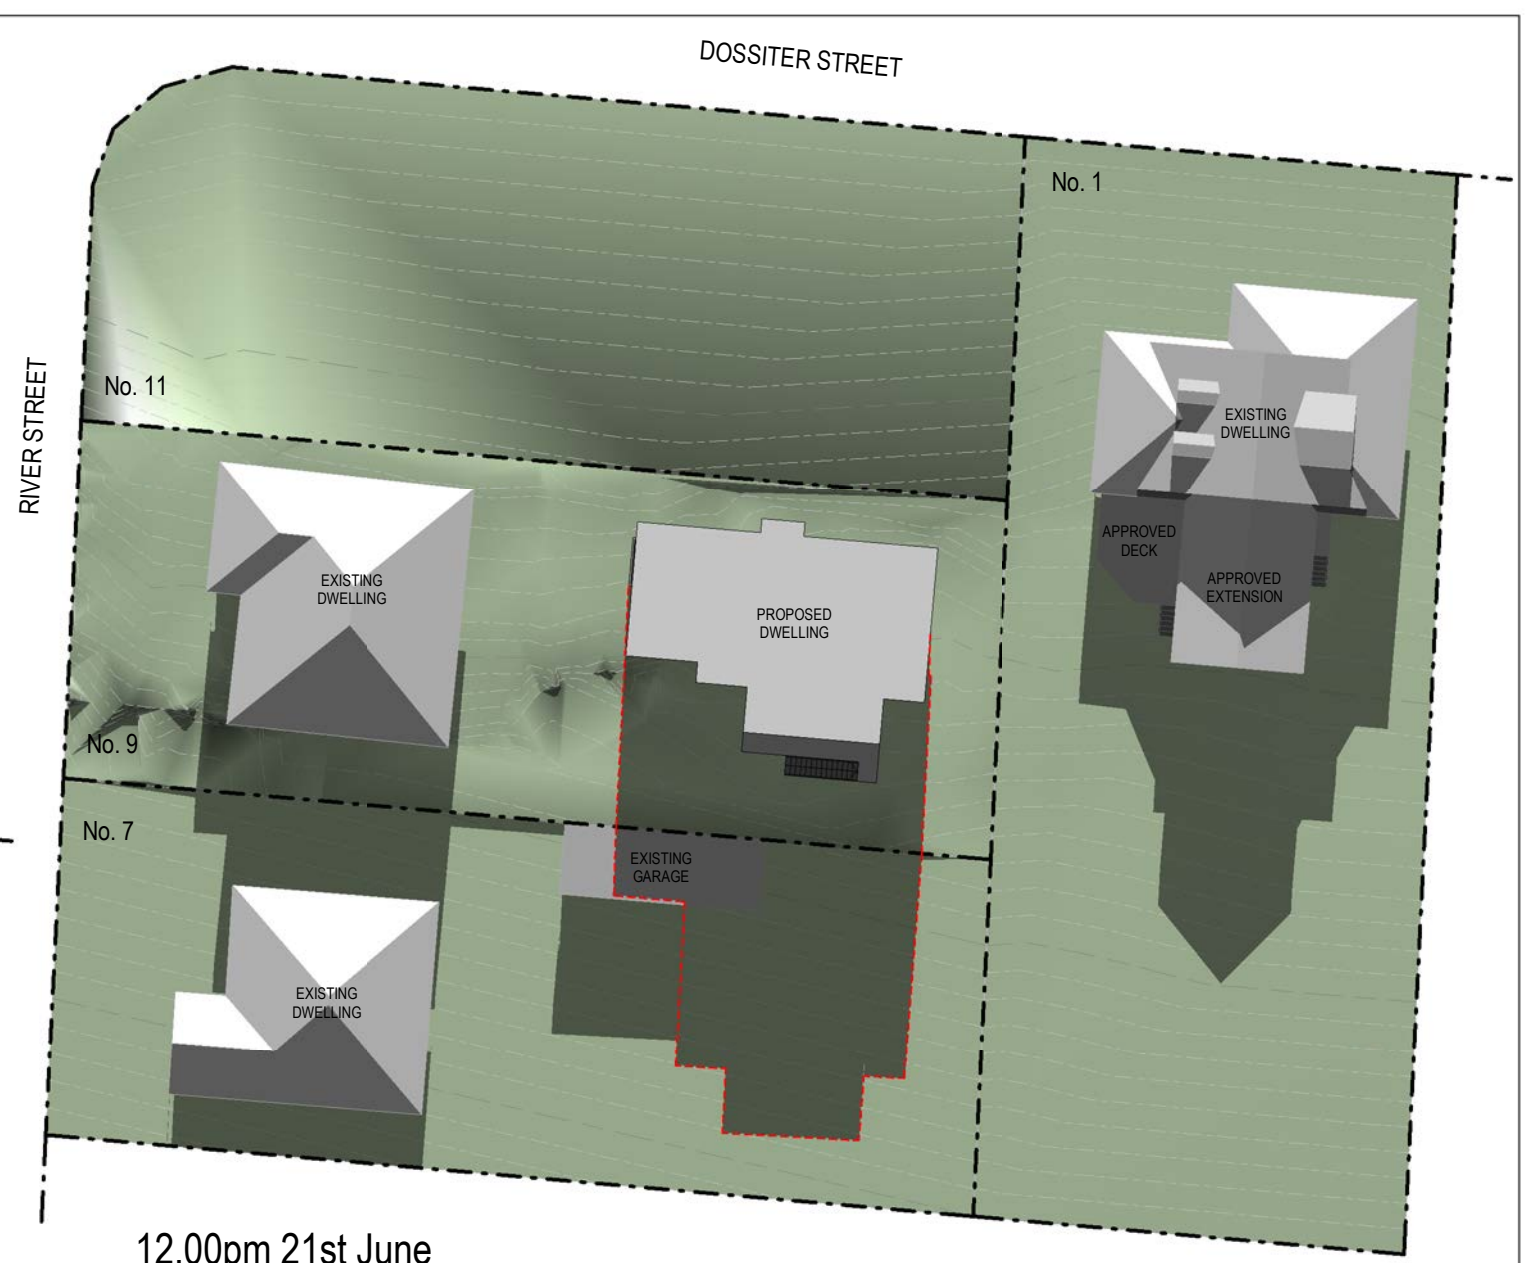 DOSSITER STREET
No. 1
RIVER STREET
No. 11
EXISTING
DWELLING
APPROVED
DECK
APPROVED
EXTENSION
EXISTING
DWELLING
PROPOSED
DWELLING
No. 9
No. 7
EXISTING
GARAGE
EXISTING
DWELLING
12.00pm 21st June